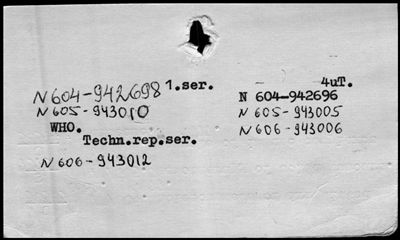 N 604-942698 1.ser.
N 605-943010
WHO.
Techn.rep.ser.
N 606-943012
4uT.
N 604-942696
N 605-943005
N 606-943006